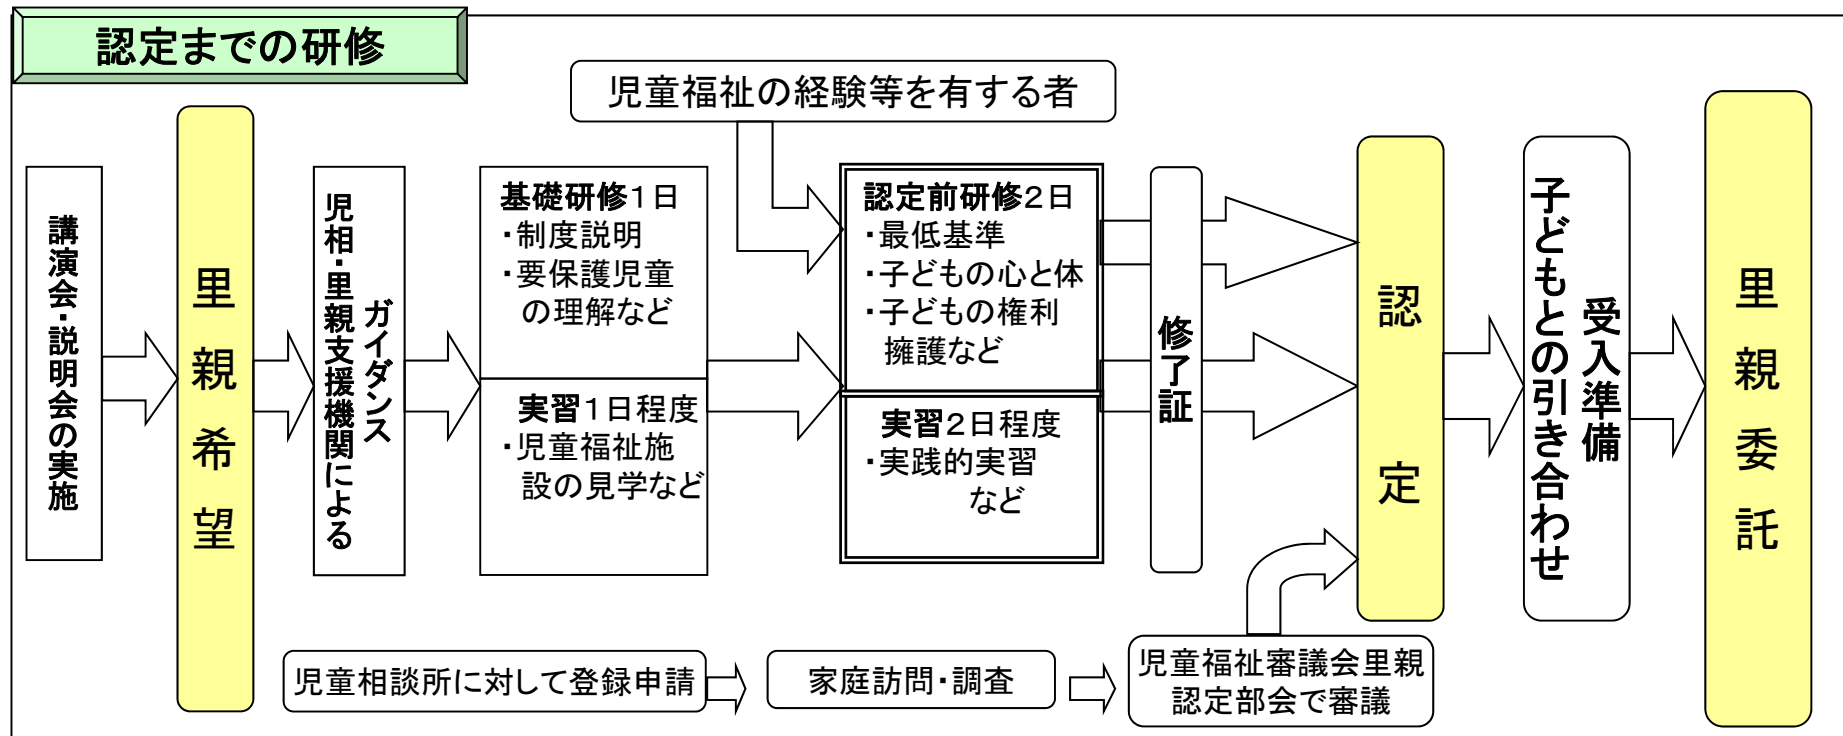 認定までの研修
児童福祉の経験等を有する者
講演会・説明会の実施
里親希望
児相・里親支援機関による
ガイダンス
基礎研修1日
・制度説明
・要保護児童
の理解など
実習1日程度
・児童福祉施
設の見学など
認定前研修2日
・最低基準
・子どもの心と体
・子どもの権利
擁護など
実習2日程度
・実践的実習
など
修了証
認定
子どもとの引き合わせ
受入準備
里親委託
児童相談所に対して登録申請
家庭訪問・調査
児童福祉審議会里親
認定部会で審議